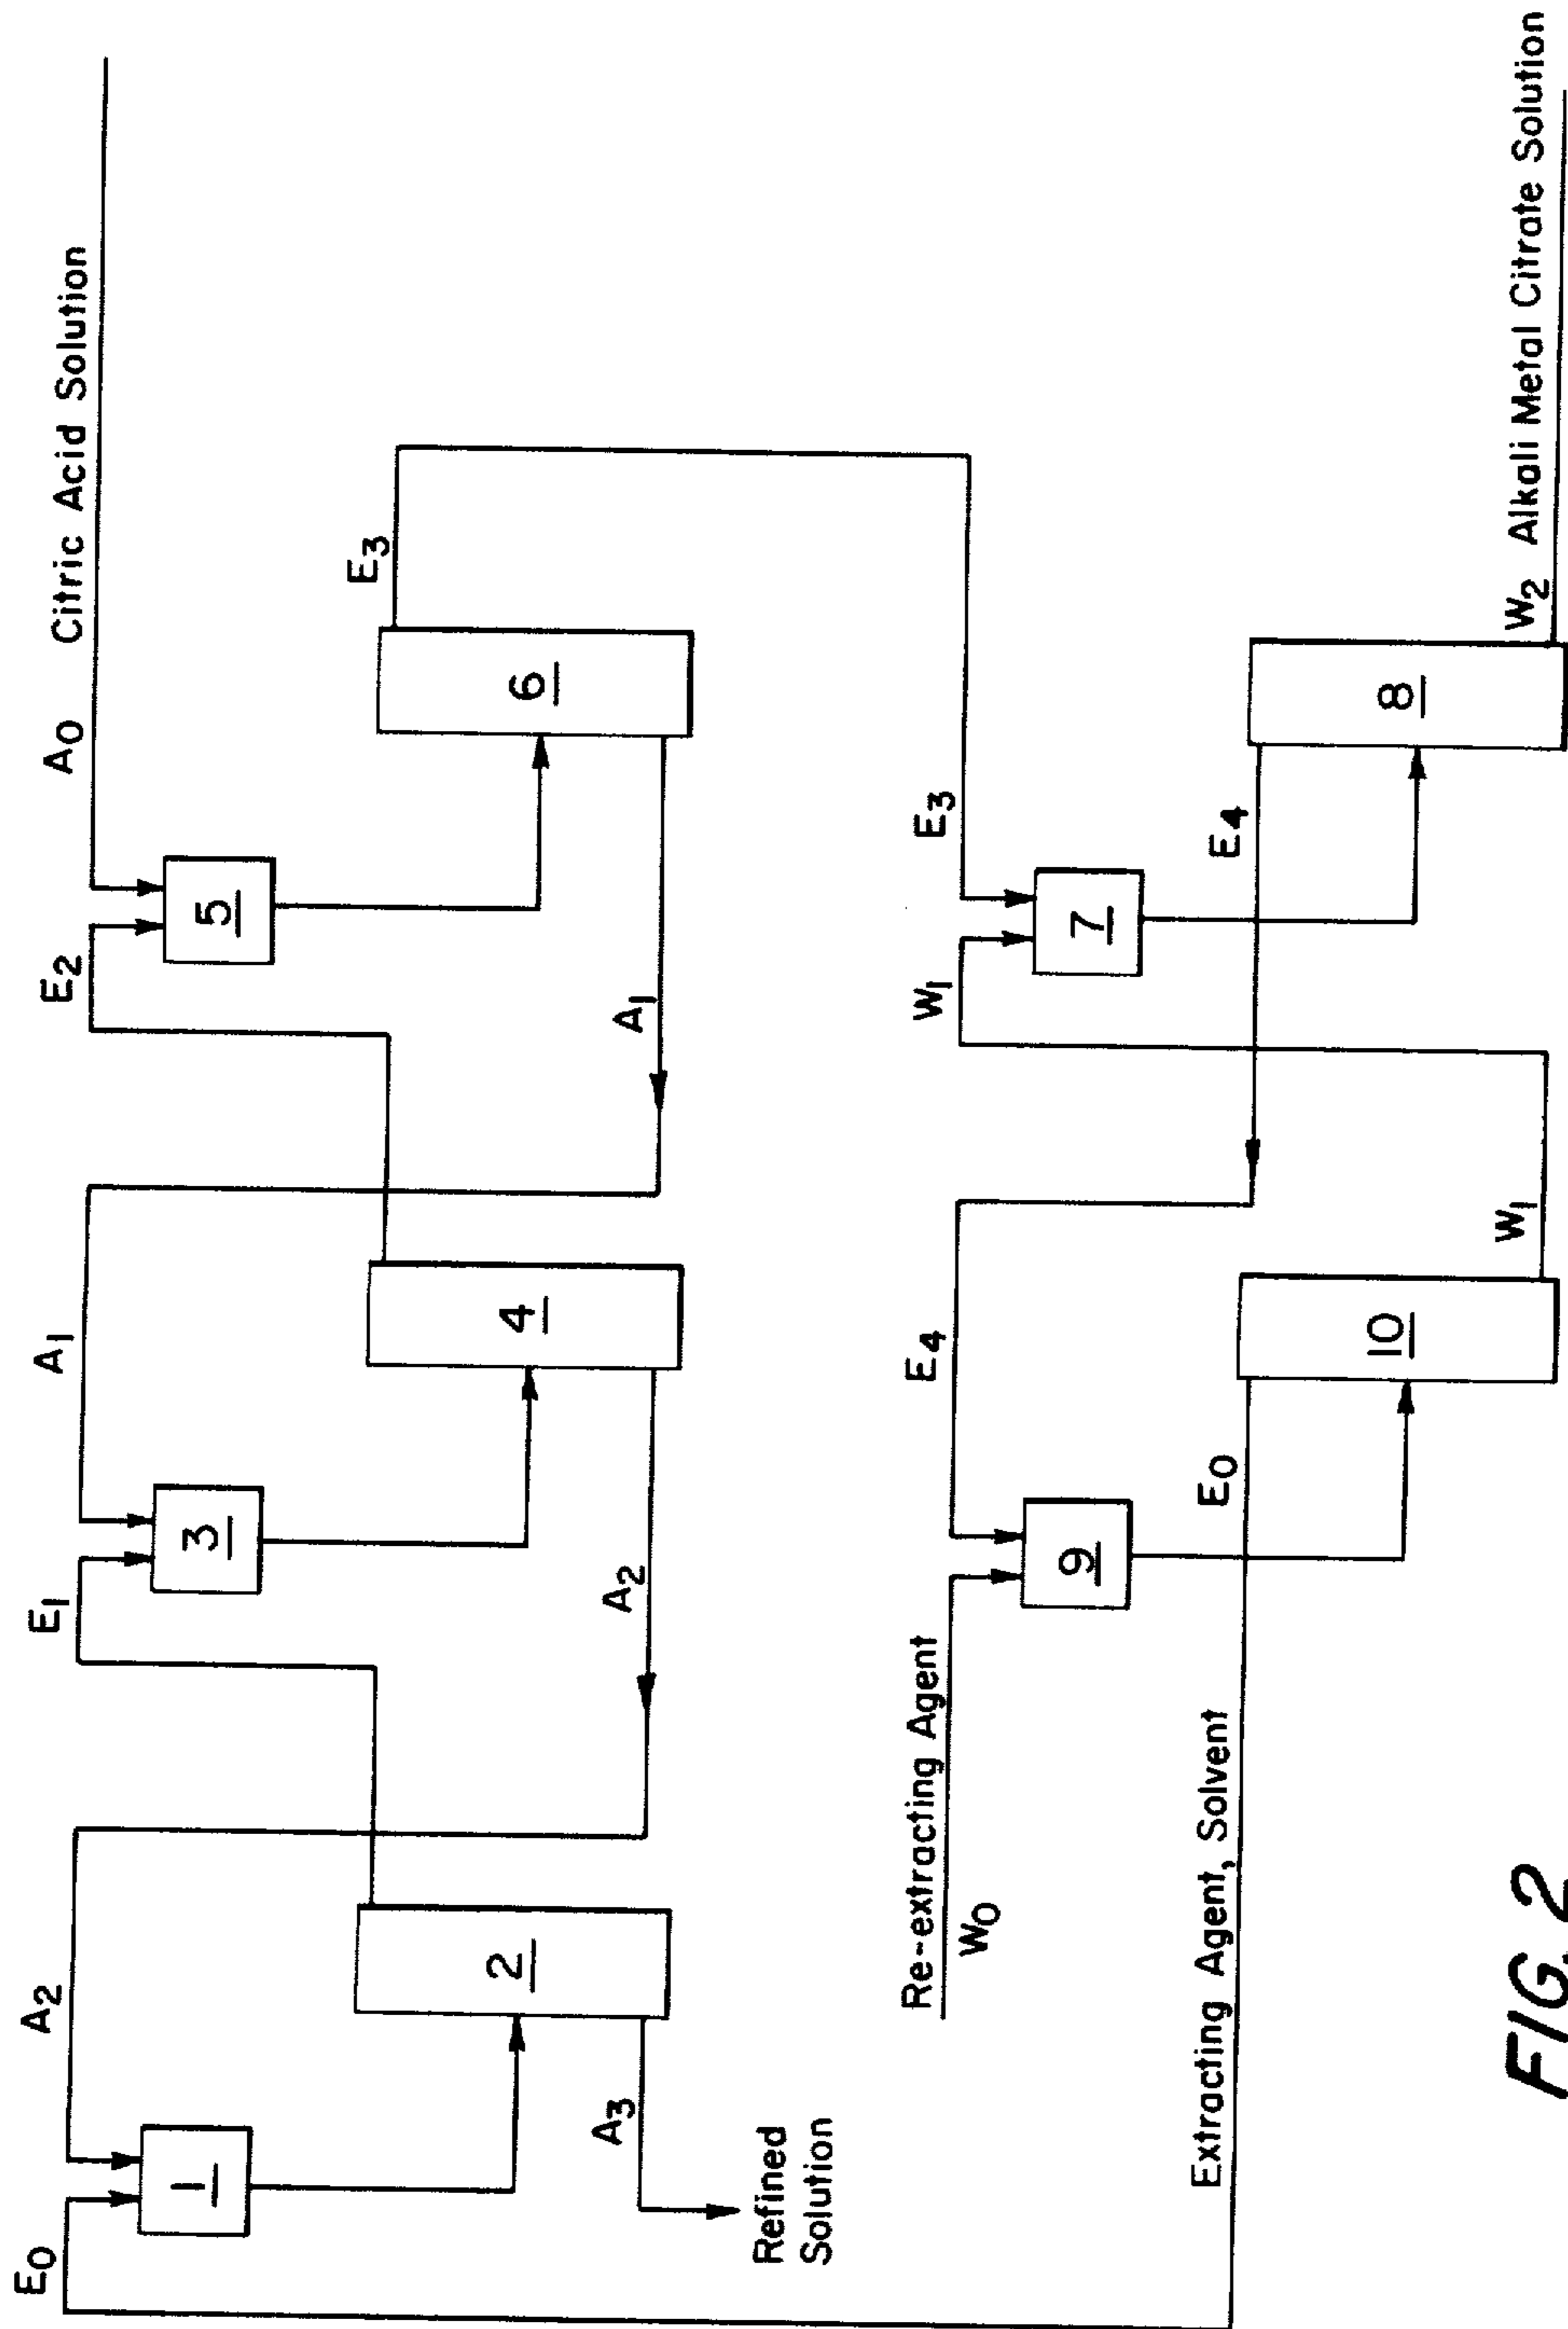 A0 Citric Acid Solution
E2
A1
E1
A2
E0
5
3
1
E3
6
4
2
A1
A2
A3
Refined
Solution
E3
W1
E4
Re-extracting Agent
W0
7
9
E4
E0
Extracting Agent, Solvent
8
10
W2 Alkali Metal Citrate Solution
W1
FIG. 2